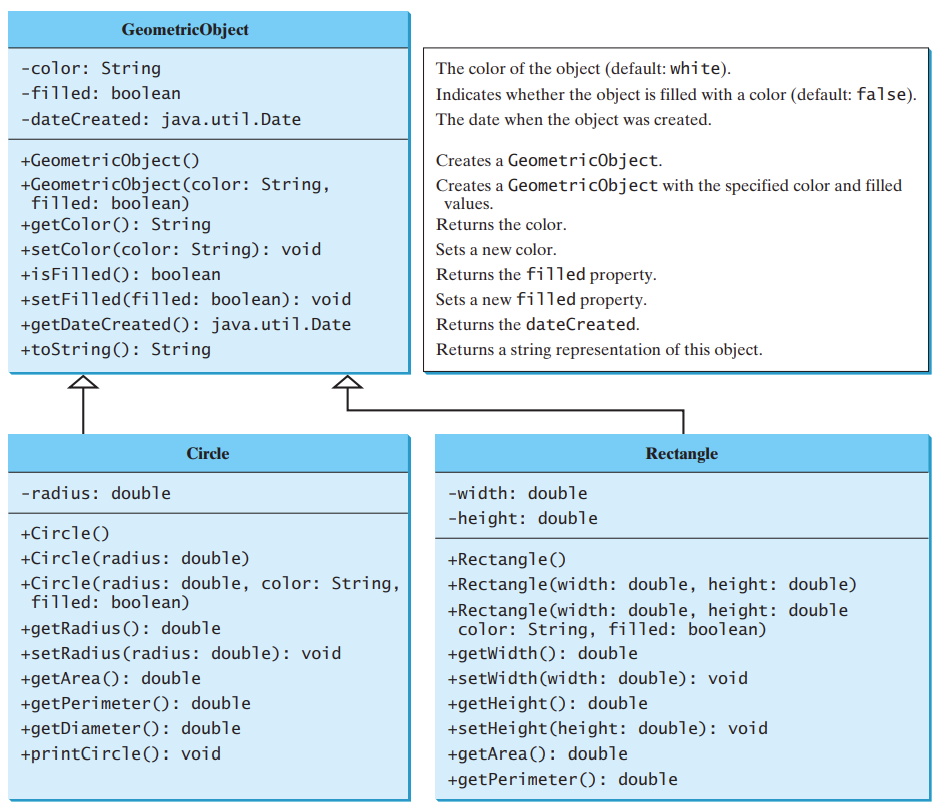 GeometricObject
-color: String
-filled: boolean
-dateCreated: java.util.Date
+GeometricObject()
+GeometricObject(color: String,
filled: boolean)
+getColor(): String
+setColor(color: String): void
+isFilled(): boolean
+setFilled(filled: boolean): void
+getDateCreated(): java.util.Date
+toString(): String
The color of the object (default: white).
Indicates whether the object is filled with a color (default: false).
The date when the object was created.
Creates a GeometricObject.
Creates a GeometricObject with the specified color and filled
values.
Returns the color.
Sets a new color.
Returns the filled property.
Sets a new filled property.
Returns the dateCreated.
Returns a string representation of this object.
Circle
-radius: double
+Circle()
+Circle(radius: double)
+Circle(radius: double, color: String,
filled: boolean)
+getRadius(): double
+setRadius(radius: double): void
+getArea(): double
+getPerimeter(): double
+getDiameter(): double
+printCircle(): void
Rectangle
-width: double
-height: double
+Rectangle()
+Rectangle(width: double, height: double)
+Rectangle(width: double, height: double
color: String, filled: boolean)
+getWidth(): double
+setWidth(width: double): void
+getHeight(): double
+setHeight(height: double): void
+getArea(): double
+getPerimeter(): double